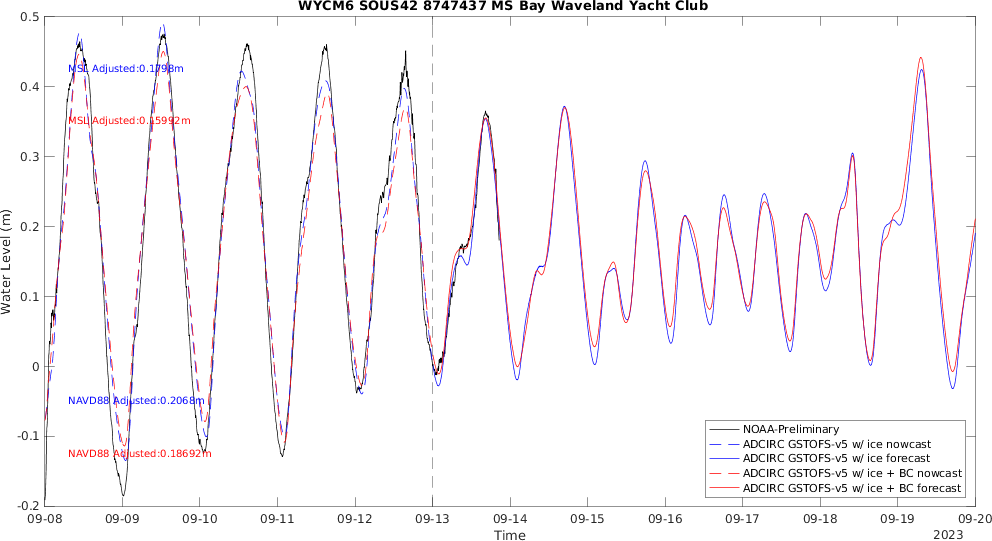 WYCM6 SOUS42 8747437 MS Bay Waveland Yacht Club
0.5
0.4
0.3
0.2
0.1
0
-0.1
-0.2
Water Level (m)
MSL Adjusted:0.1798m
MSL Adjusted:0.15992m
NAVD88 Adjusted:0.2068m
NAVD88 Adjusted:0.18692m
NOAA-Preliminary
ADCIRC GSTOFS-v5 w/ ice nowcast
ADCIRC GSTOFS-v5 w/ ice forecast
ADCIRC GSTOFS-v5 w/ ice + BC nowcast
ADCIRC GSTOFS-v5 w/ ice + BC forecast
09-08 09-09 09-10 09-11 09-12 09-13 09-14 09-15 09-16 09-17 09-18 09-19 09-20
Time
2023